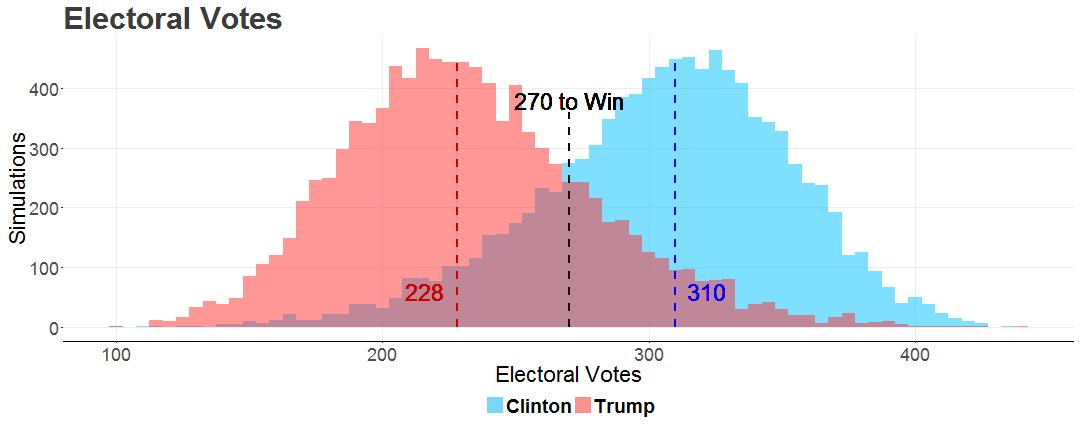 Electoral Votes
Simulations
400
300
200
100
0
270 to Win
228
310
100 200 300 400
Electoral Votes
Clinton Trump